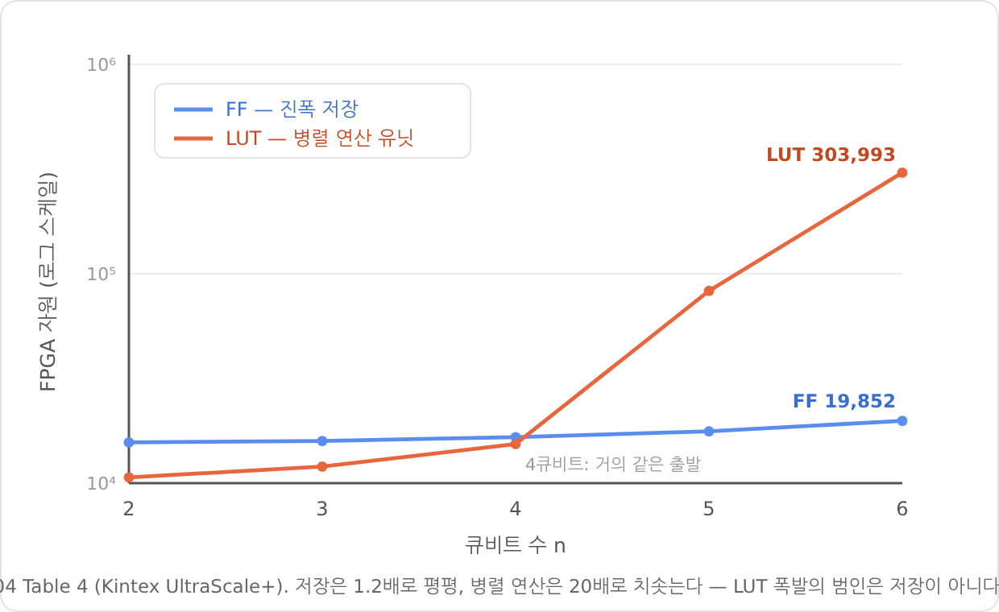 10⁶
FF — 진폭 저장
LUT — 병렬 연산 유닛
LUT 303,993
FPGA 자원 (로그 스케일)
10⁵
FF 19,852
4큐비트: 거의 같은 출발
10⁴
2 3 4 5 6
큐비트 수 n
04 Table 4 (Kintex UltraScale+). 저장은 1.2배로 평평, 병렬 연산은 20배로 치솟는다 — LUT 폭발의 범인은 저장이 아니다